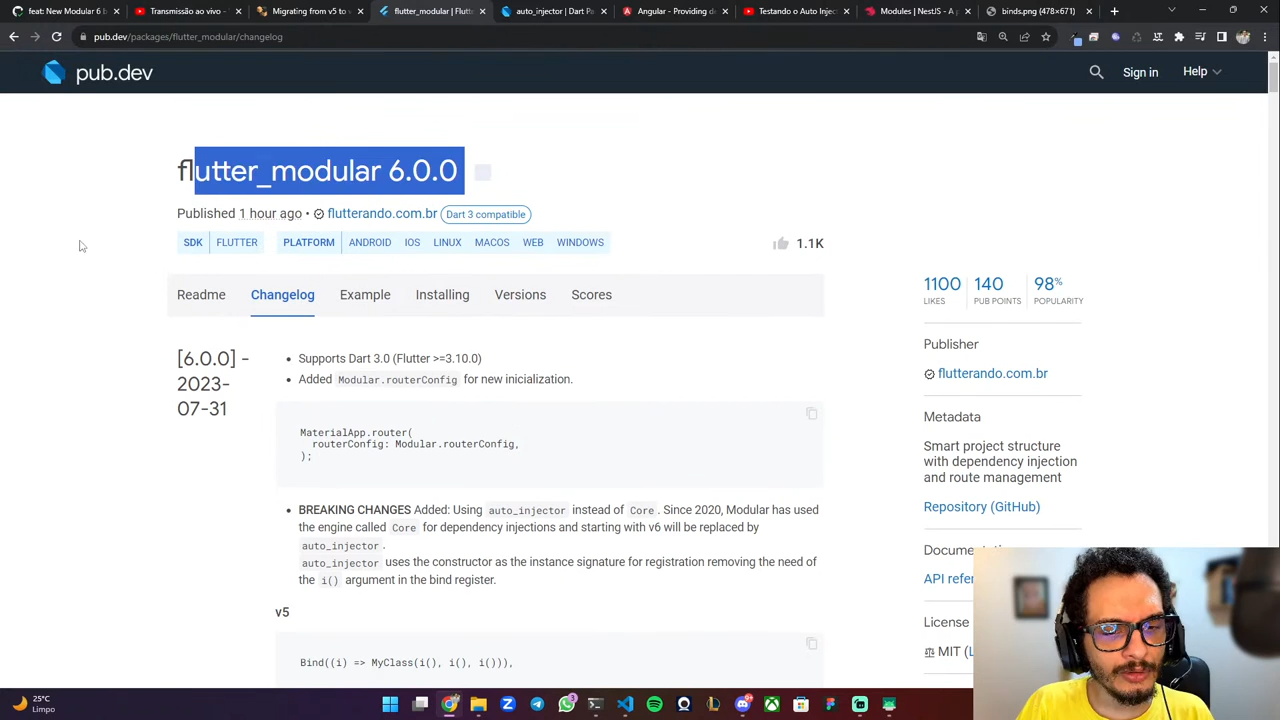 feat: New Modular 6 b
Transmissão ao vivo -
Migrating from v5 to v
flutter_modular | Flutt
auto_injector | Dart Pa
Angular - Providing de
Testando o Auto Inje
Modules | NestJS - A p
binds.png (478×671)
pub.dev/packages/flutter_modular/changelog
pub.dev
Sign in
Help
flutter_modular 6.0.0
Published 1 hour ago • flutterando.com.br Dart 3 compatible
SDK FLUTTER PLATFORM ANDROID IOS LINUX MACOS WEB WINDOWS
1.1K
Readme Changelog Example Installing Versions Scores
1100 140 98%
LIKES PUB POINTS POPULARITY
Publisher
flutterando.com.br
Metadata
Smart project structure
with dependency injection
and route management
Repository (GitHub)
Documenta
API refer
License
MIT (L
[6.0.0] -
2023-
07-31
• Supports Dart 3.0 (Flutter >=3.10.0)
• Added Modular.routerConfig for new inicialization.
MaterialApp.router(
routerConfig: Modular.routerConfig,
);
• BREAKING CHANGES Added: Using auto_injector instead of Core. Since 2020, Modular has used
the engine called Core for dependency injections and starting with v6 will be replaced by
auto_injector.
auto_injector uses the constructor as the instance signature for registration removing the need of
the i() argument in the bind register.
v5
Bind((i) => MyClass(i(), i(), i())),
25°C
Limpo